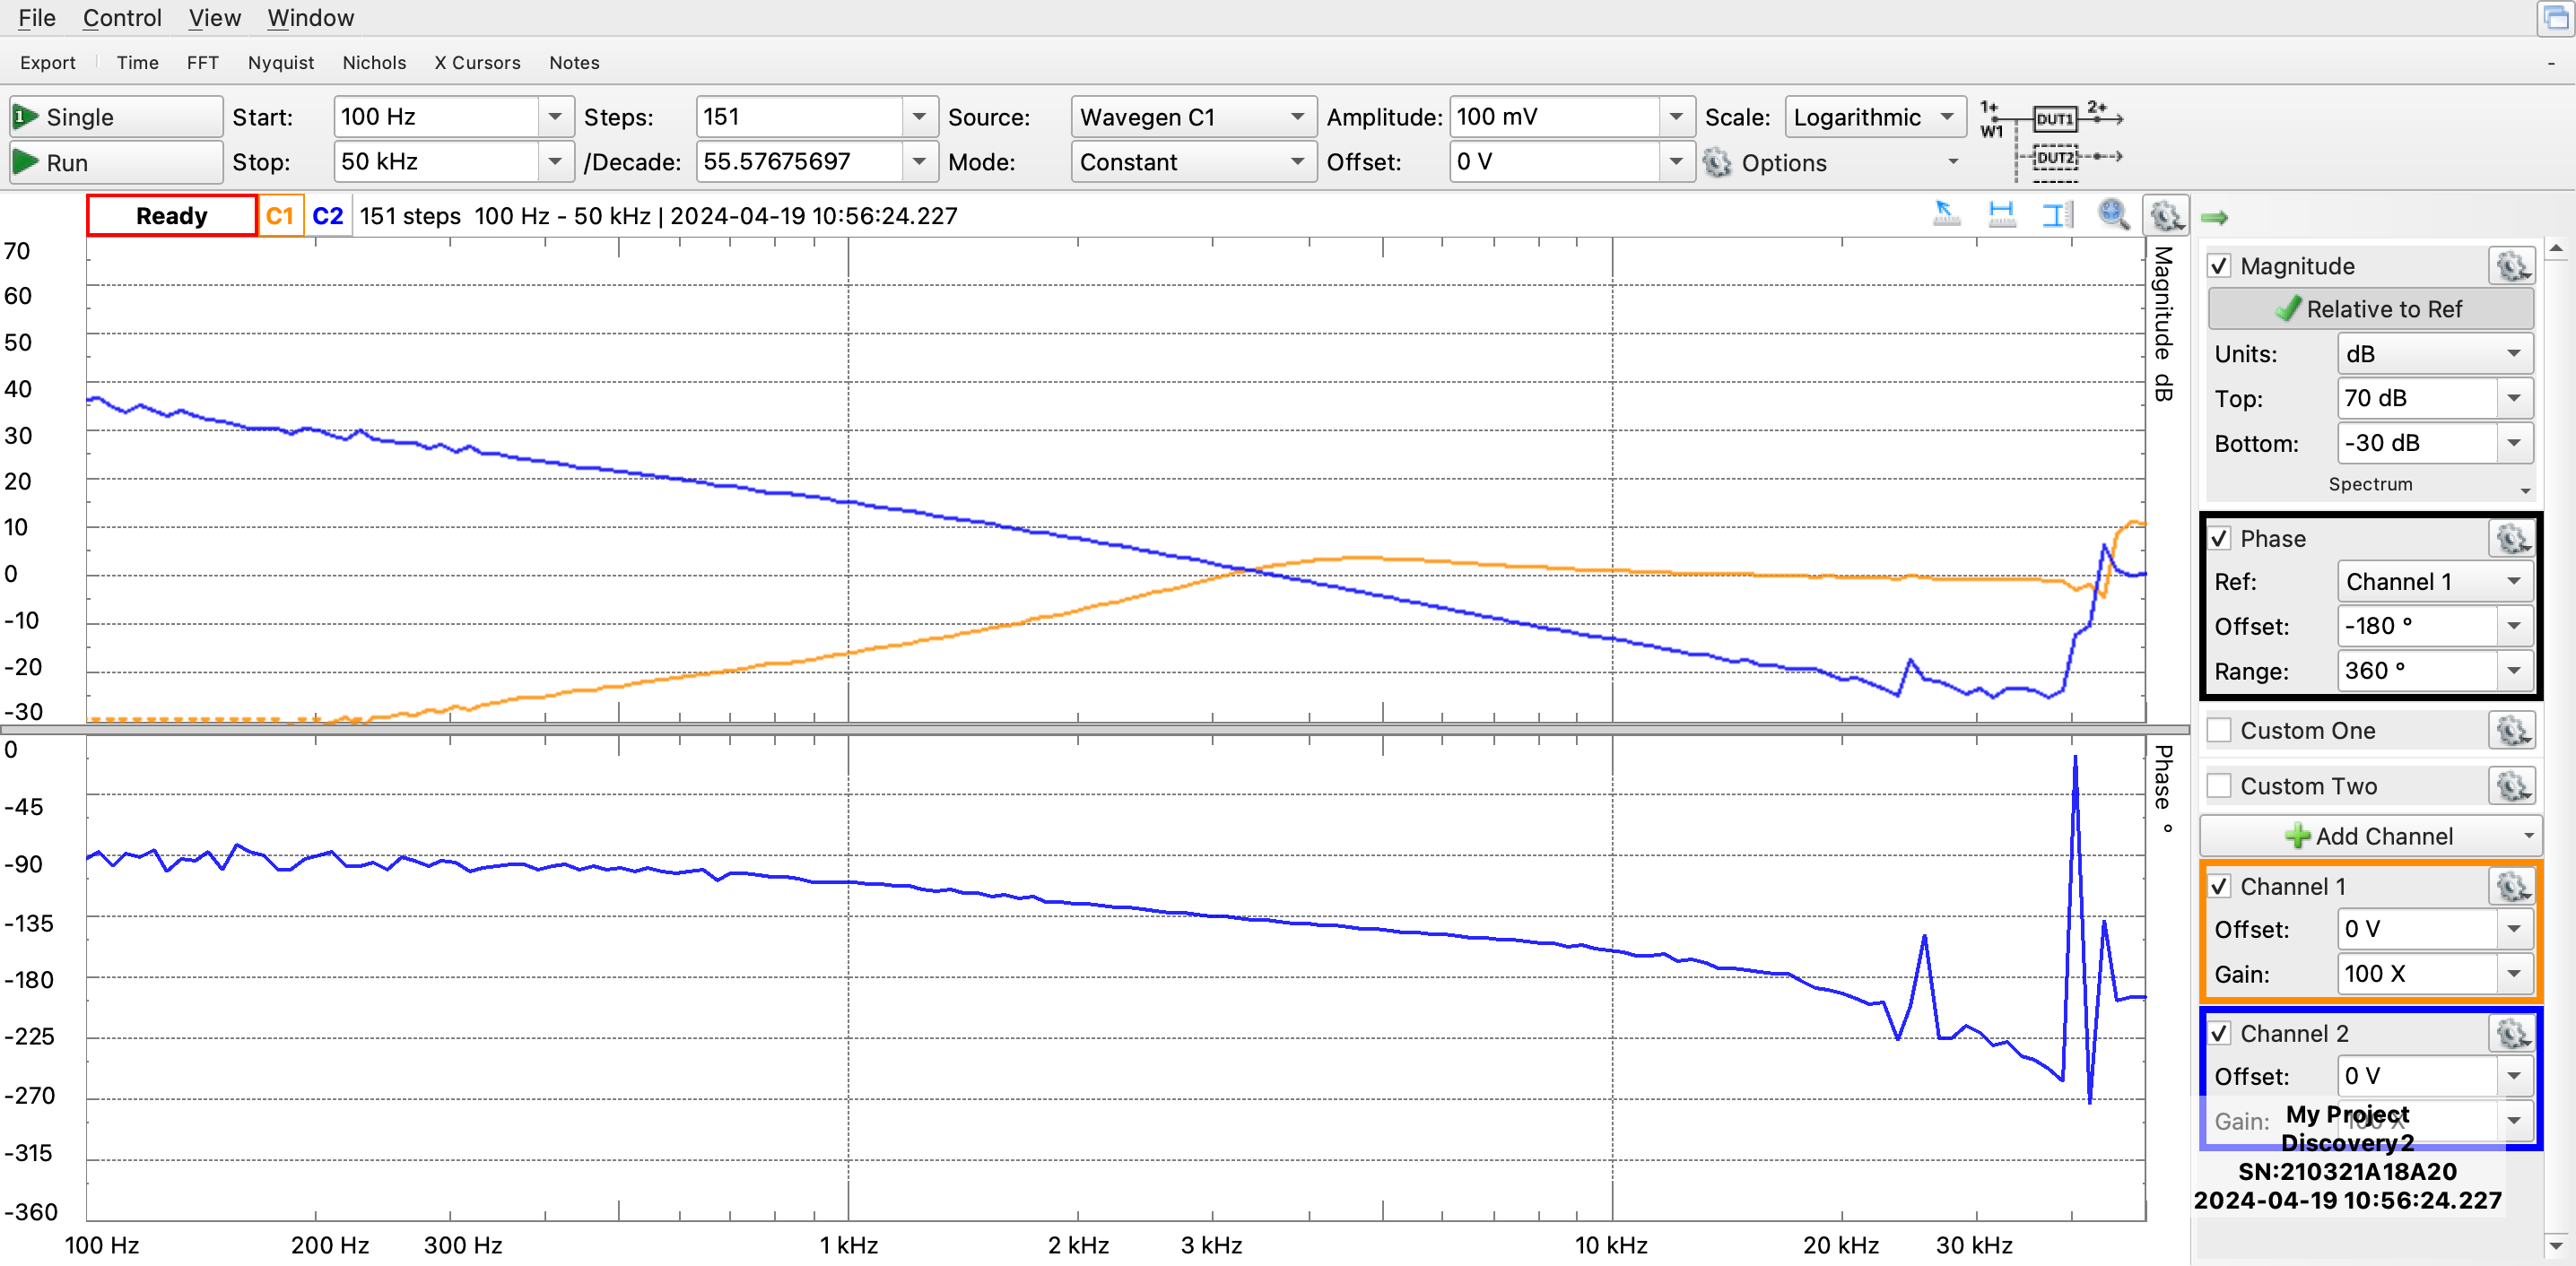 File Control View Window
Export Time FFT Nyquist Nichols X Cursors Notes -
Single Start: 100 Hz Steps: 151 Source: Wavegen C1 Amplitude: 100 mV Scale: Logarithmic 1+ W1 DUT1 2+
Run Stop: 50 kHz /Decade: 55.57675697 Mode: Constant Offset: 0 V Options DUT2
Ready C1 C2 151 steps 100 Hz - 50 kHz | 2024-04-19 10:56:24.227
70
60
50
40
30
20
10
0
-10
-20
-30
Magnitude dB
0
-45
-90
-135
-180
-225
-270
-315
-360
Phase °
100 Hz 200 Hz 300 Hz 1 kHz 2 kHz 3 kHz 10 kHz 20 kHz 30 kHz
Magnitude
Relative to Ref
Units: dB
Top: 70 dB
Bottom: -30 dB
Spectrum
Phase
Ref: Channel 1
Offset: -180 °
Range: 360 °
Custom One
Custom Two
Add Channel
Channel 1
Offset: 0 V
Gain: 100 X
Channel 2
Offset: 0 V
Gain: 100 X
My Project
Discovery2
SN:210321A18A20
2024-04-19 10:56:24.227